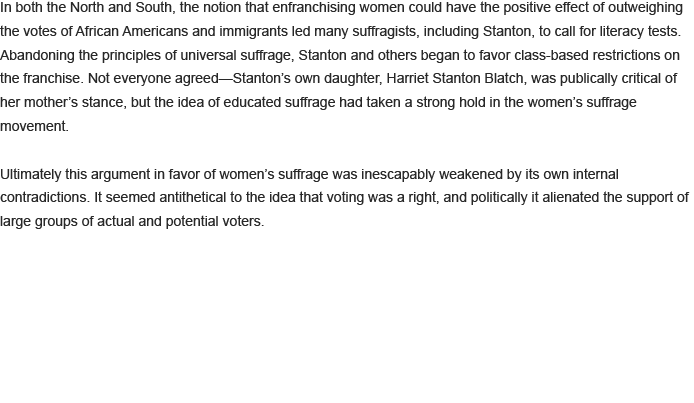 In both the North and South, the notion that enfranchising women could have the positive effect of outweighing
the votes of African Americans and immigrants led many suffragists, including Stanton, to call for literacy tests.
Abandoning the principles of universal suffrage, Stanton and others began to favor class-based restrictions on
the franchise. Not everyone agreed—Stanton’s own daughter, Harriet Stanton Blatch, was publically critical of
her mother’s stance, but the idea of educated suffrage had taken a strong hold in the women’s suffrage
movement.
Ultimately this argument in favor of women’s suffrage was inescapably weakened by its own internal
contradictions. It seemed antithetical to the idea that voting was a right, and politically it alienated the support of
large groups of actual and potential voters.